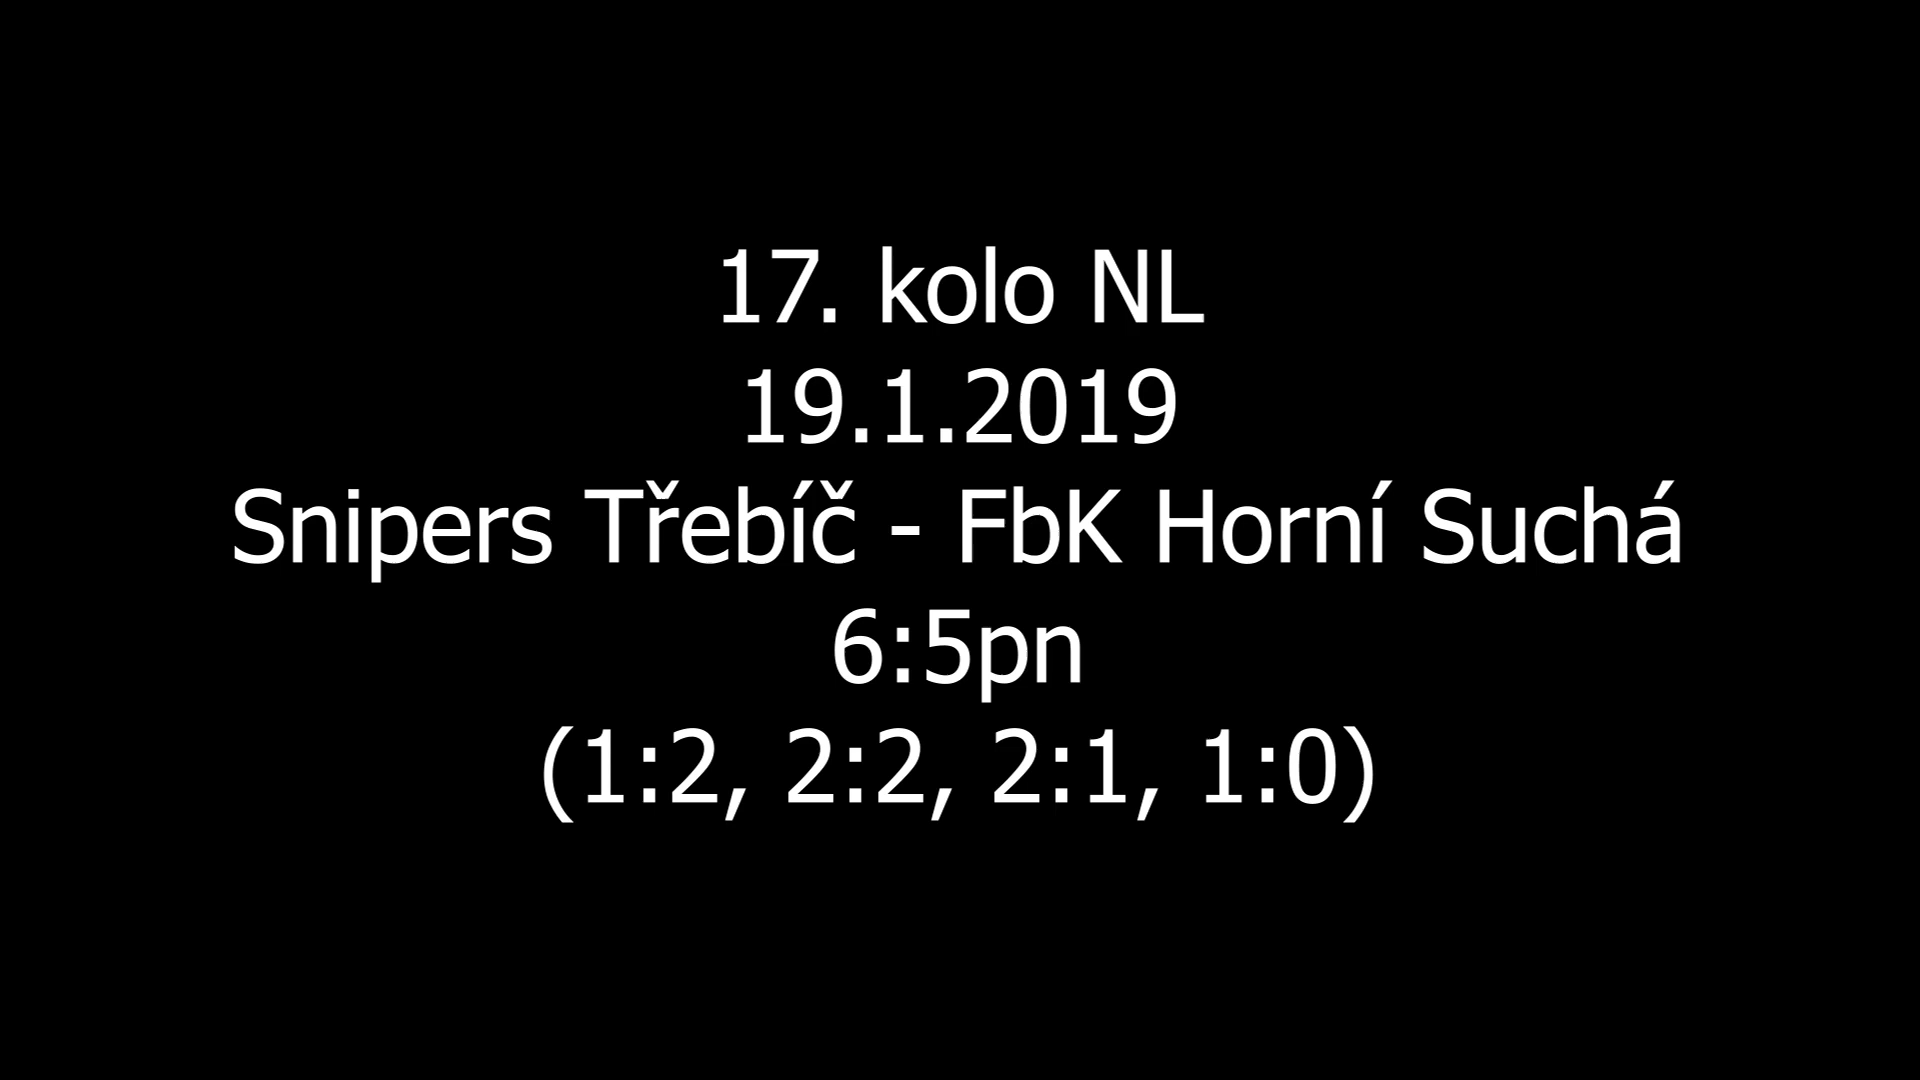 17. kolo NL
19.1.2019
Snipers Třebíč - FbK Horní Suchá
6:5pn
(1:2, 2:2, 2:1, 1:0)